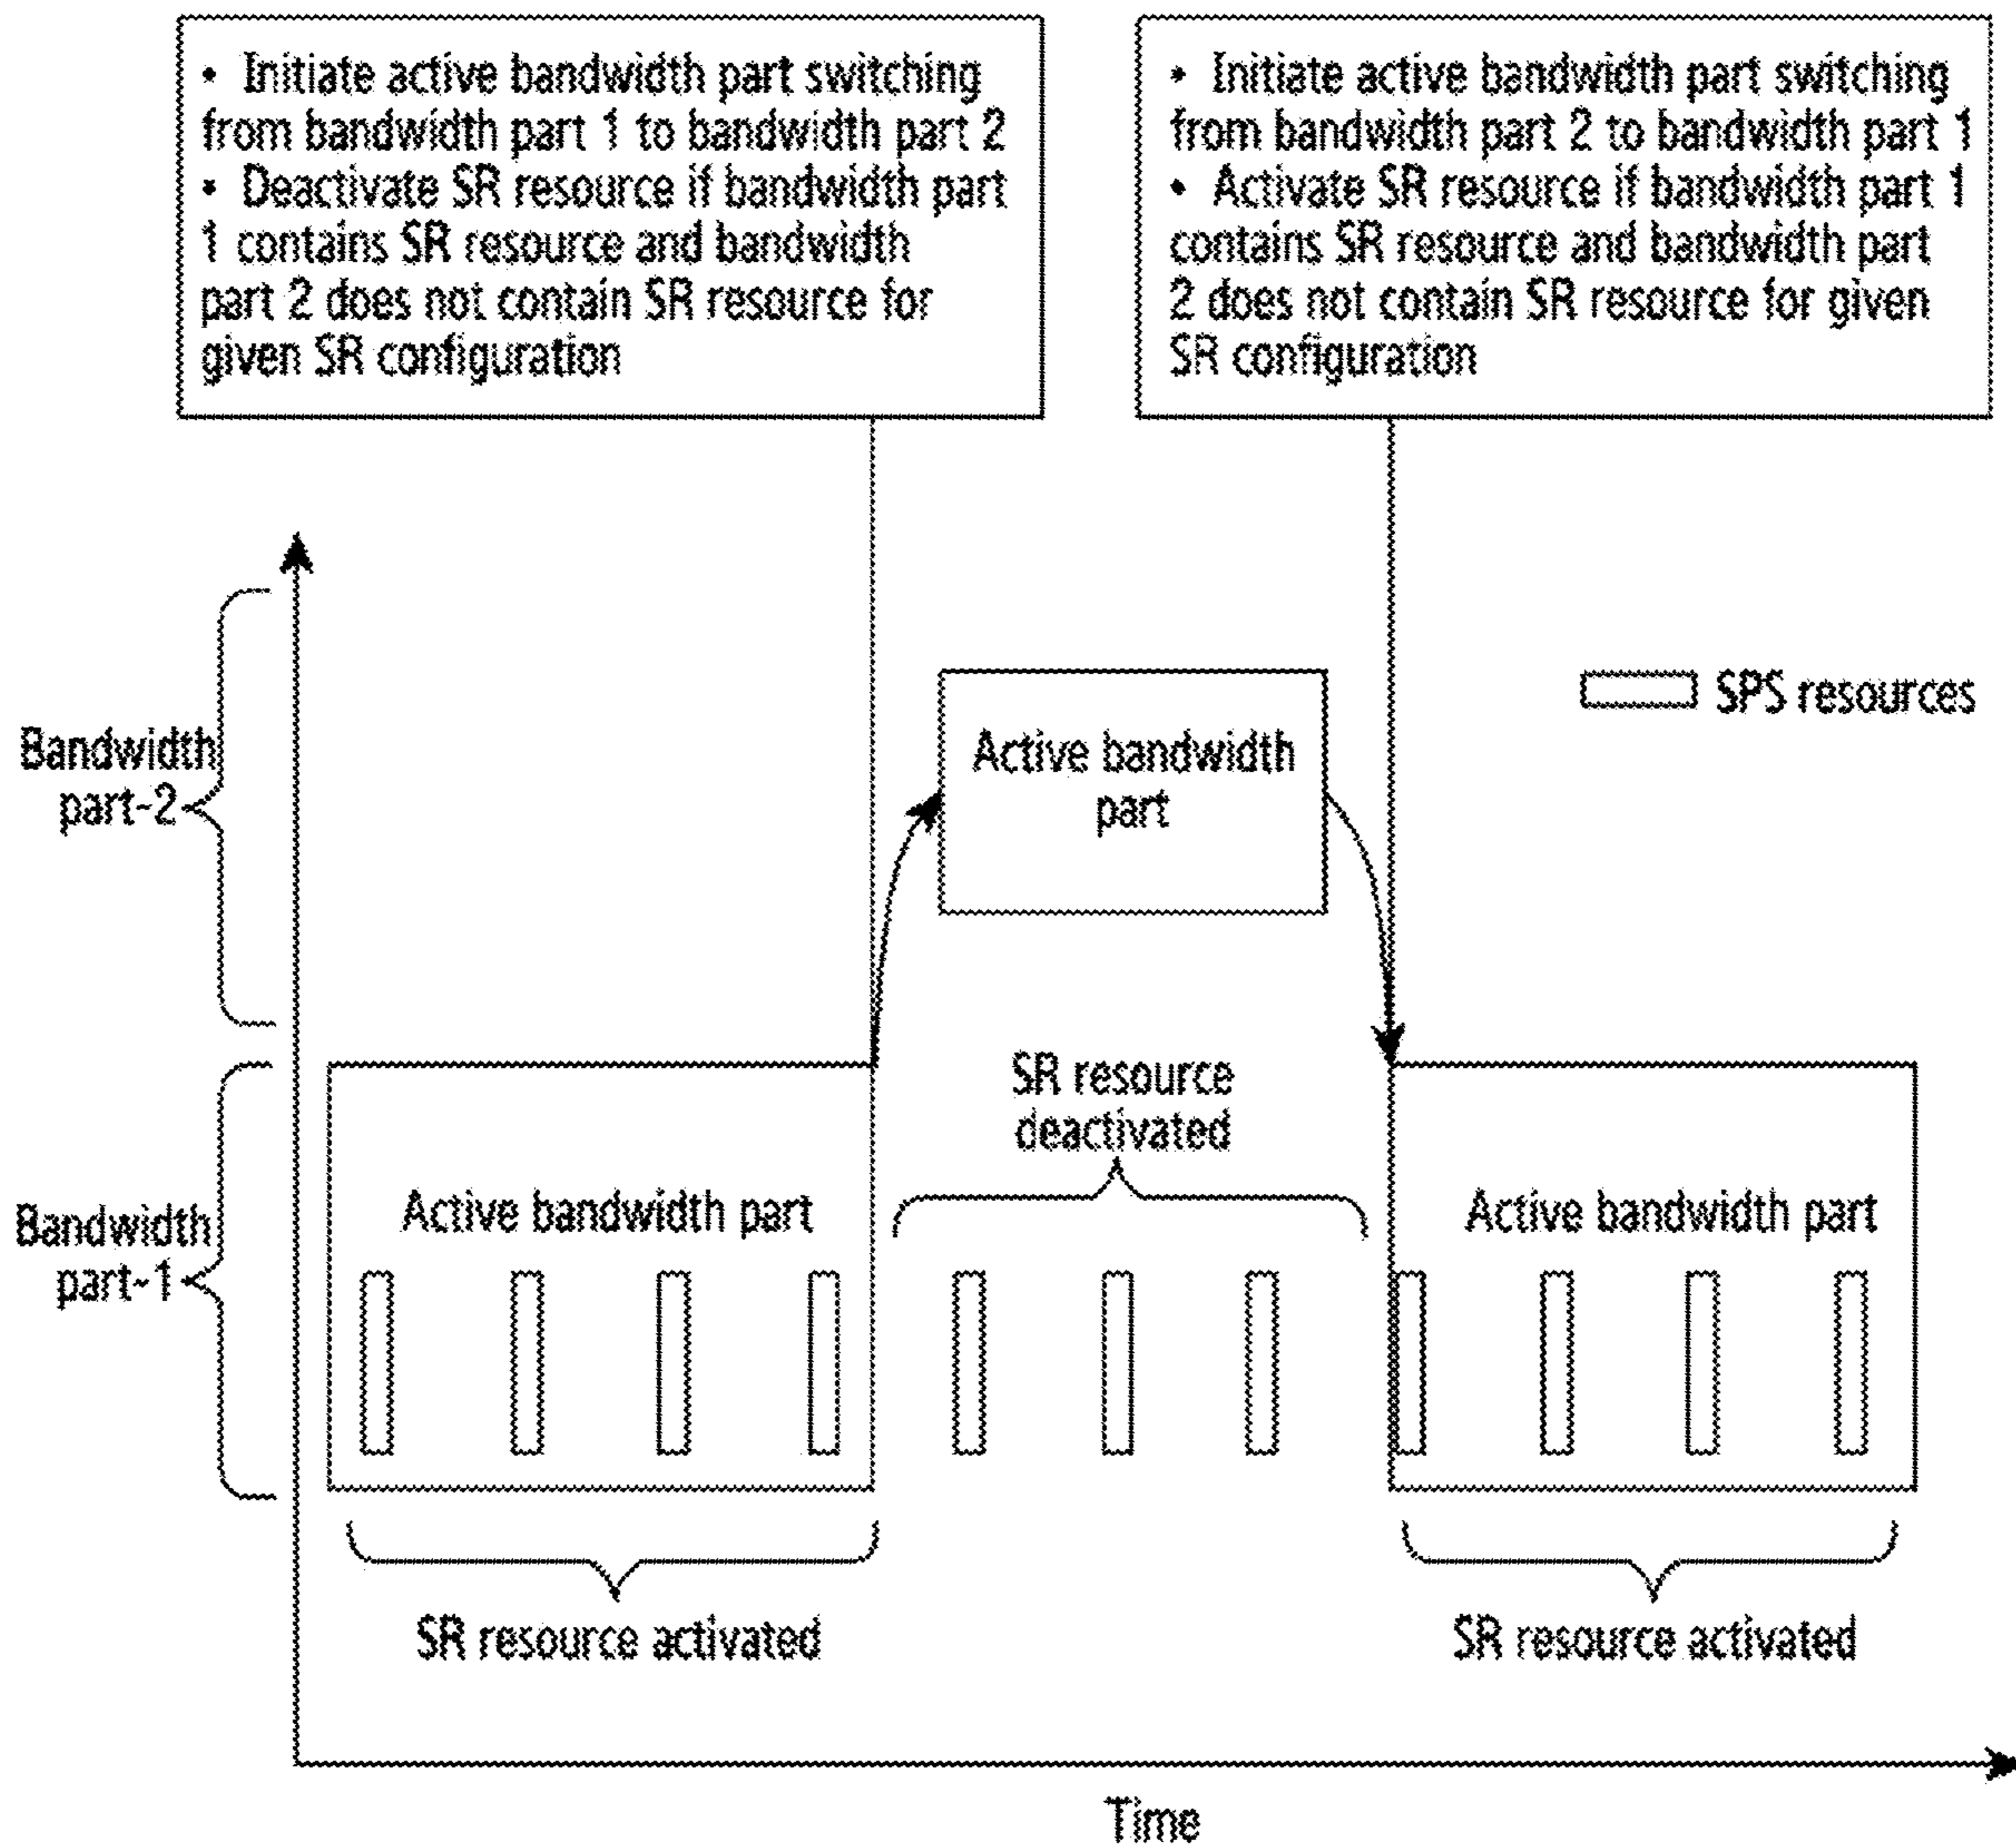 • Initiate active bandwidth part switching
from bandwidth part 1 to bandwidth part 2
• Deactivate SR resource if bandwidth part
1 contains SR resource and bandwidth
part 2 does not contain SR resource for
given SR configuration
• Initiate active bandwidth part switching
from bandwidth part 2 to bandwidth part 1
• Activate SR resource if bandwidth part 1
contains SR resource and bandwidth part
2 does not contain SR resource for given
SR configuration
SPS resources
Bandwidth
part-2
Active bandwidth
part
SR resource
deactivated
Bandwidth
part-1
Active bandwidth part
Active bandwidth part
SR resource activated
SR resource activated
Time